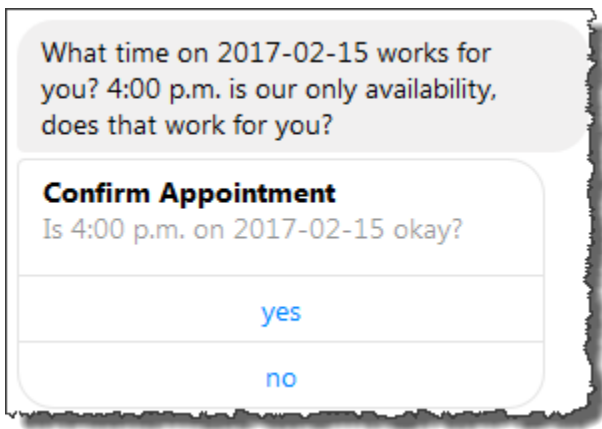 What time on 2017-02-15 works for
you? 4:00 p.m. is our only availability,
does that work for you?
Confirm Appointment
Is 4:00 p.m. on 2017-02-15 okay?
yes
no